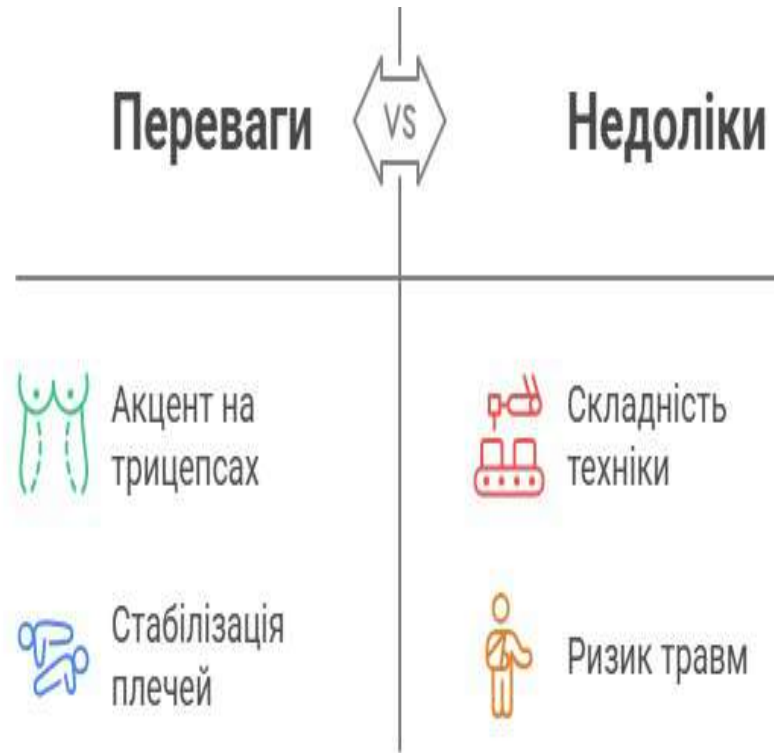 Переваги
VS
Недоліки
Акцент на
трицепсах
Складність
техніки
Стабілізація
плечей
Ризик травм